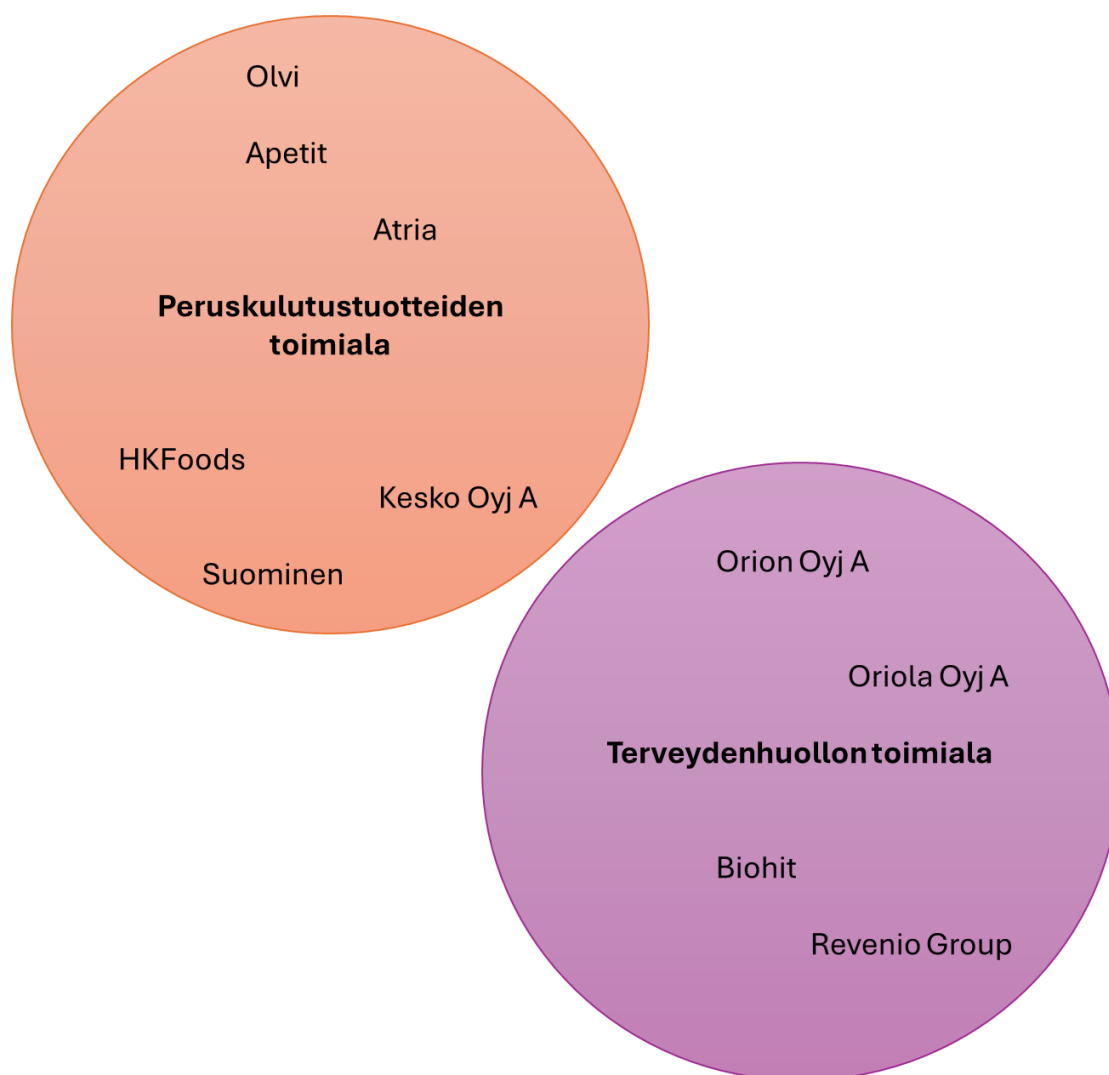 Olvi
Apetit
Atria
Peruskulutustuotteiden
toimiala
HKFoods
Kesko Oyj A
Suominen
Orion Oyj A
Oriola Oyj A
Terveydenhuollon toimiala
Biohit
Revenio Group